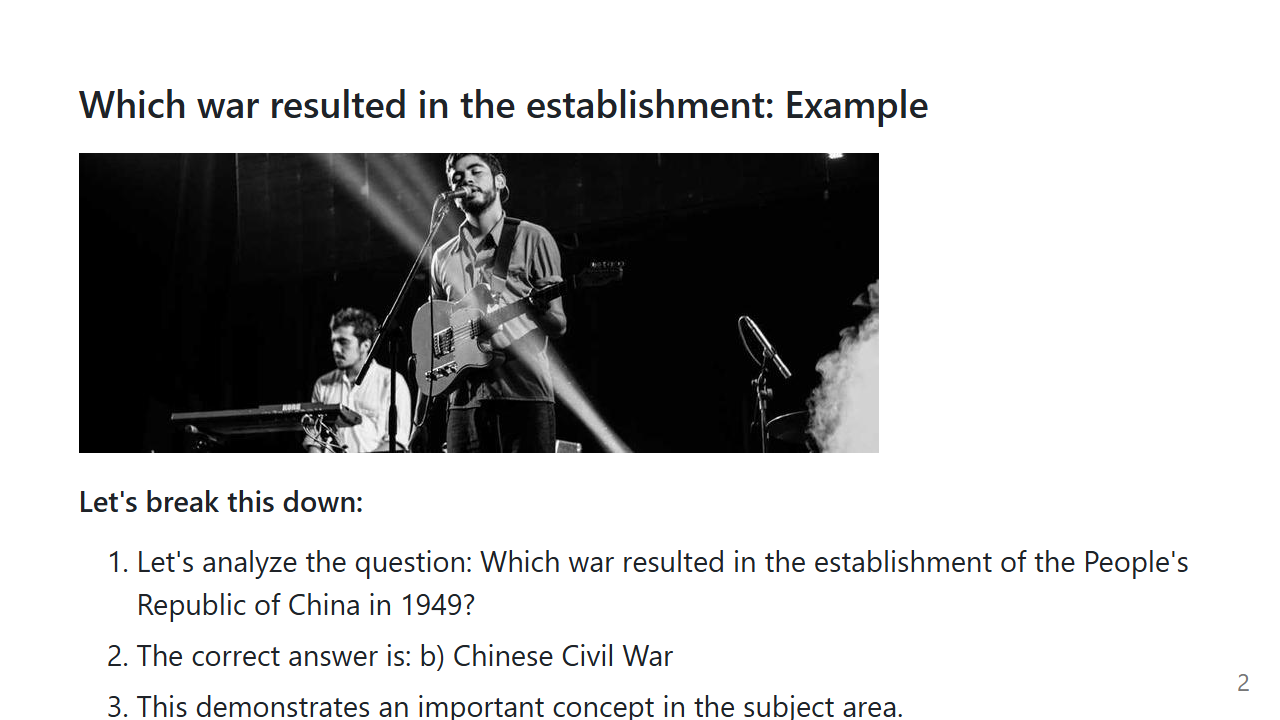 Which war resulted in the establishment: Example
KORG
Let's break this down:
1. Let's analyze the question: Which war resulted in the establishment of the People's
Republic of China in 1949?
2. The correct answer is: b) Chinese Civil War
3. This demonstrates an important concept in the subject area.
2